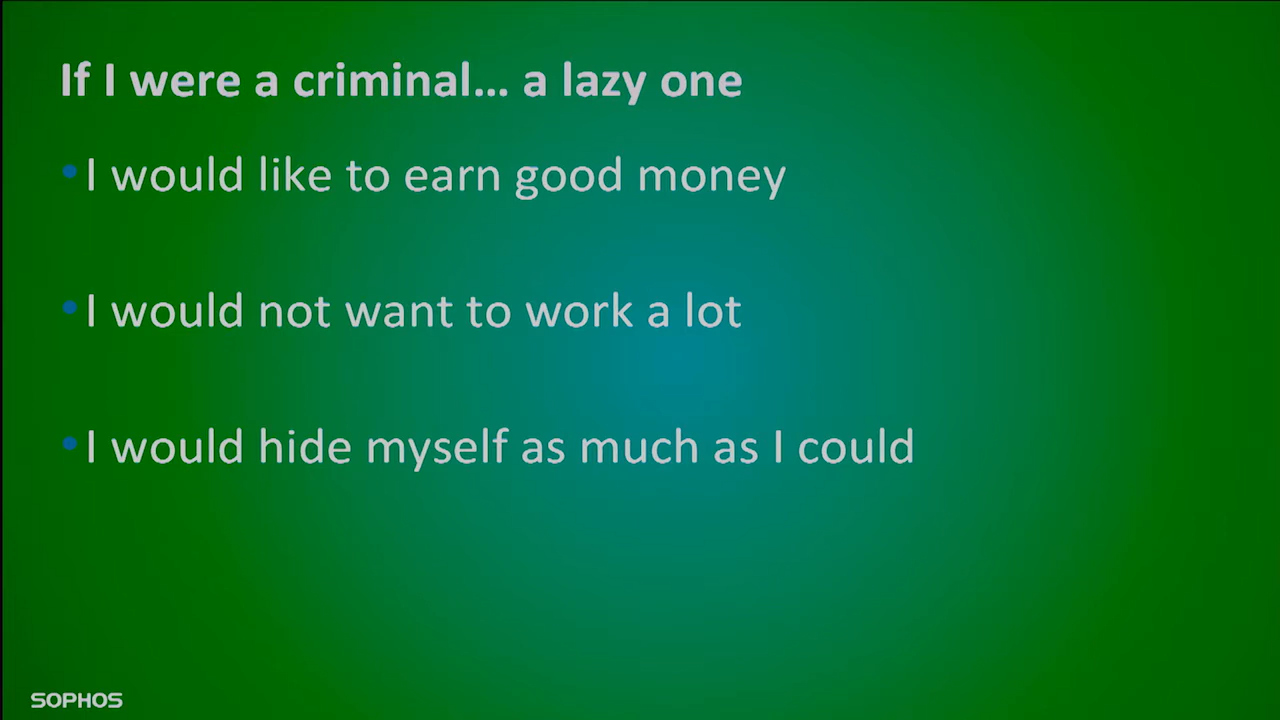 If I were a criminal… a lazy one
•I would like to earn good money
•I would not want to work a lot
•I would hide myself as much as I could
SOPHOS